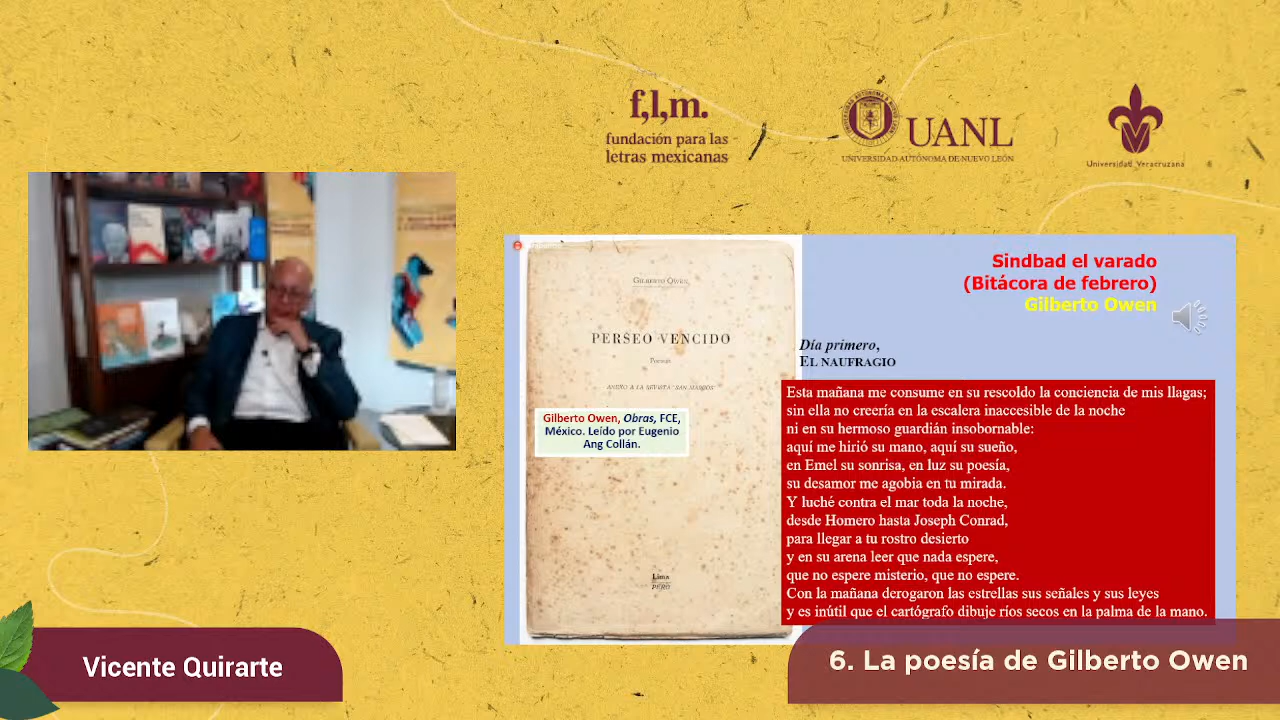 f,l,m.
fundación para las
letras mexicanas
UANL
UNIVERSIDAD AUTÓNOMA DE NUEVO LEÓN
Universidad Veracruzana
GILBERTO OWEN
PERSEO VENCIDO
Poesía
ANEXO A LA REVISTA "SAN MARCOS"
Gilberto Owen, Obras, FCE,
México. Leído por Eugenio
Ang Collán.
Lima
PERÚ
Sindbad el varado
(Bitácora de febrero)
Gilberto Owen
Día primero,
EL NAUFRAGIO
Esta mañana me consume en su rescoldo la conciencia de mis llagas;
sin ella no creería en la escalera inaccesible de la noche
ni en su hermoso guardián insobornable:
aquí me hirió su mano, aquí su sueño,
en Emel su sonrisa, en luz su poesía,
su desamor me agobia en tu mirada.
Y luché contra el mar toda la noche,
desde Homero hasta Joseph Conrad,
para llegar a tu rostro desierto
y en su arena leer que nada espere,
que no espere misterio, que no espere.
Con la mañana derogaron las estrellas sus señales y sus leyes
y es inútil que el cartógrafo dibuje ríos secos en la palma de la mano.
Vicente Quirarte
6. La poesía de Gilberto Owen